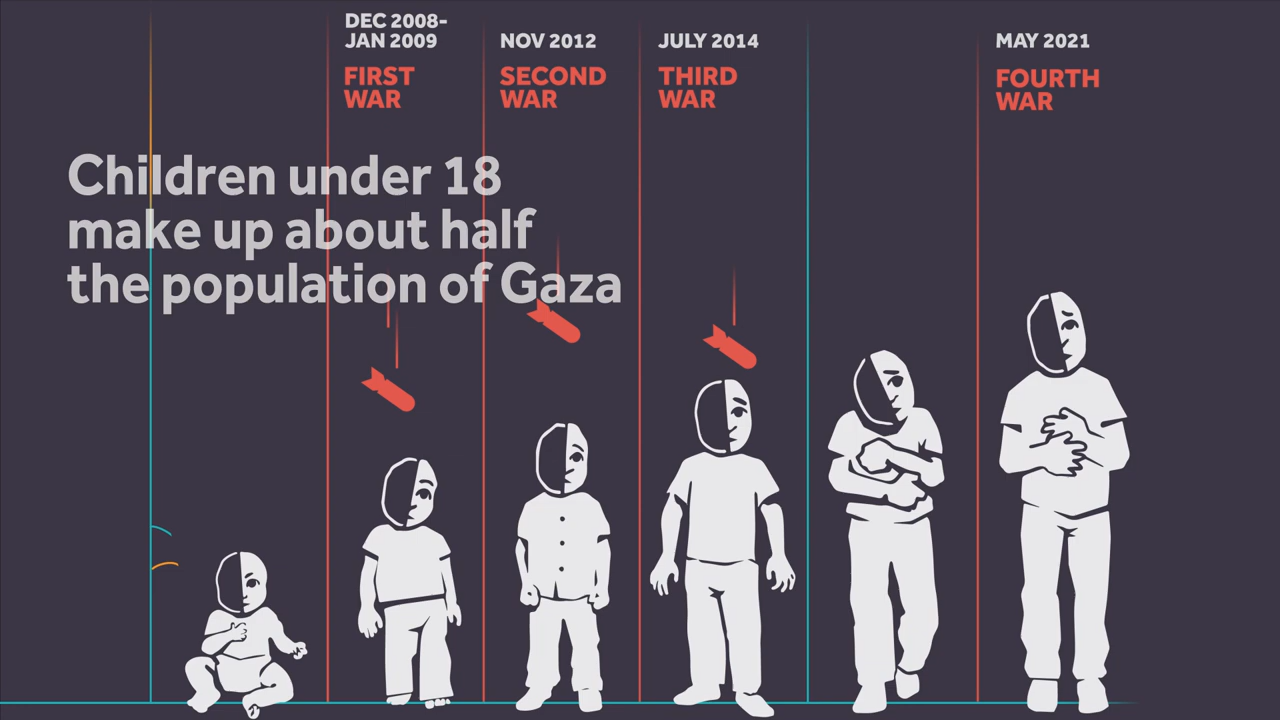 DEC 2008-
JAN 2009
FIRST
WAR
NOV 2012
SECOND
WAR
JULY 2014
THIRD
WAR
MAY 2021
FOURTH
WAR
Children under 18
make up about half
the population of Gaza